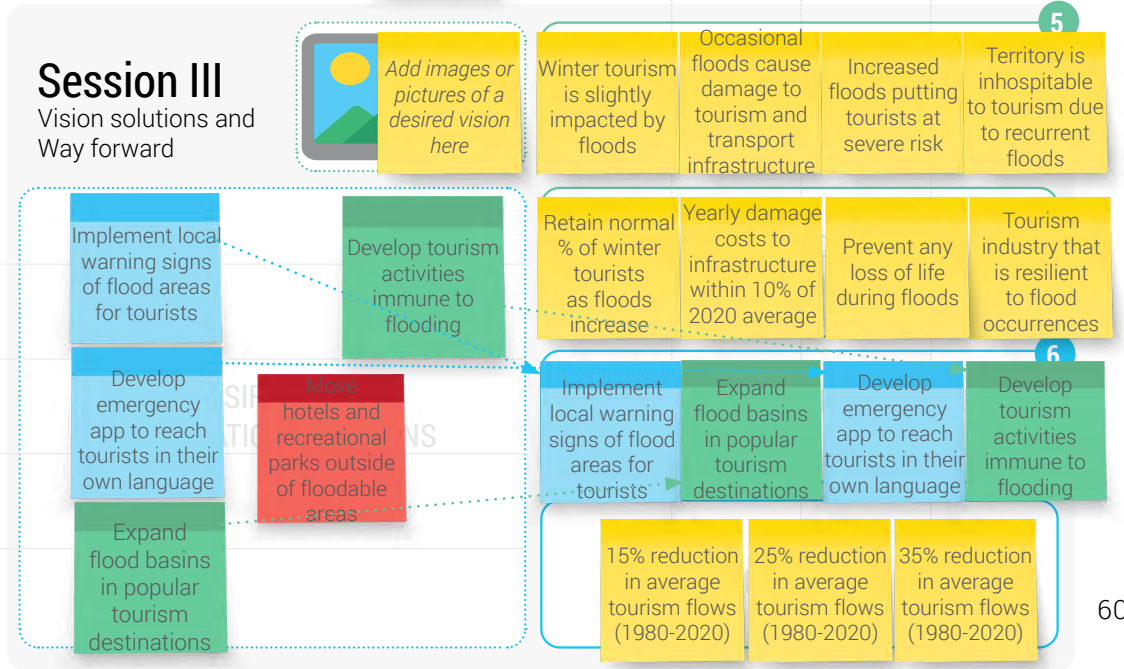 Session III
Vision solutions and
Way forward
Add images or
pictures of a
desired vision
here
5
Winter tourism
is slightly
impacted by
floods
Occasional
floods cause
damage to
tourism and
transport
infrastructure
Increased
floods putting
tourists at
severe risk
Territory is
inhospitable
to tourism due
to recurrent
floods
Retain normal
% of winter
tourists
as floods
increase
Yearly damage
costs to
infrastructure
within 10% of
2020 average
Prevent any
loss of life
during floods
Tourism
industry that
is resilient
to flood
occurrences
Implement local
warning signs
of flood areas
for tourists
Develop tourism
activities
immune to
flooding
Develop
emergency
app to reach
tourists in their
own language
Move
hotels and
recreational
parks outside
of floodable
areas
Expand
flood basins
in popular
tourism
destinations
6
Implement
local warning
signs of flood
areas for
tourists
Expand
flood basins
in popular
tourism
destinations
Develop
emergency
app to reach
tourists in their
own language
Develop
tourism
activities
immune to
flooding
15% reduction
in average
tourism flows
(1980-2020)
25% reduction
in average
tourism flows
(1980-2020)
35% reduction
in average
tourism flows
(1980-2020)
60